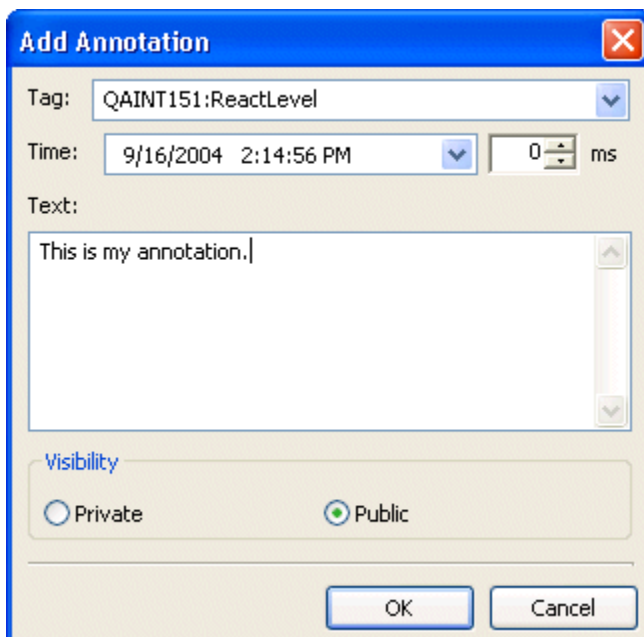 Add Annotation
Tag: QAINT151:ReactLevel
Time: 9/16/2004 2:14:56 PM 0 ms
Text:
This is my annotation.
Visibility
Private Public
OK Cancel